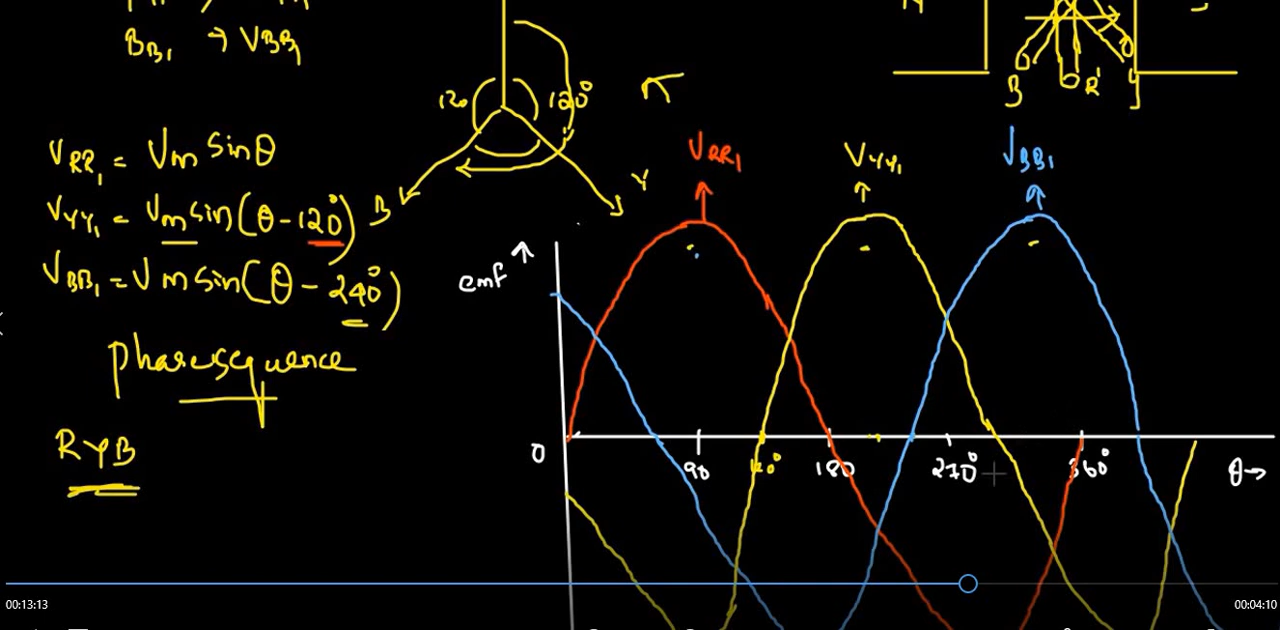 BB₁ → VBB₁
120 120°
B Y
B R'
VRR₁ = Vm sinθ
VYY₁ = Vm sin(θ-120°)
VBB₁ = Vm sin(θ - 240°)
phasesequence
RYB
VRR₁ VYY₁ VBB₁
emf ↑
0 90 120° 180 270° 360° θ→
00:13:13 00:04:10